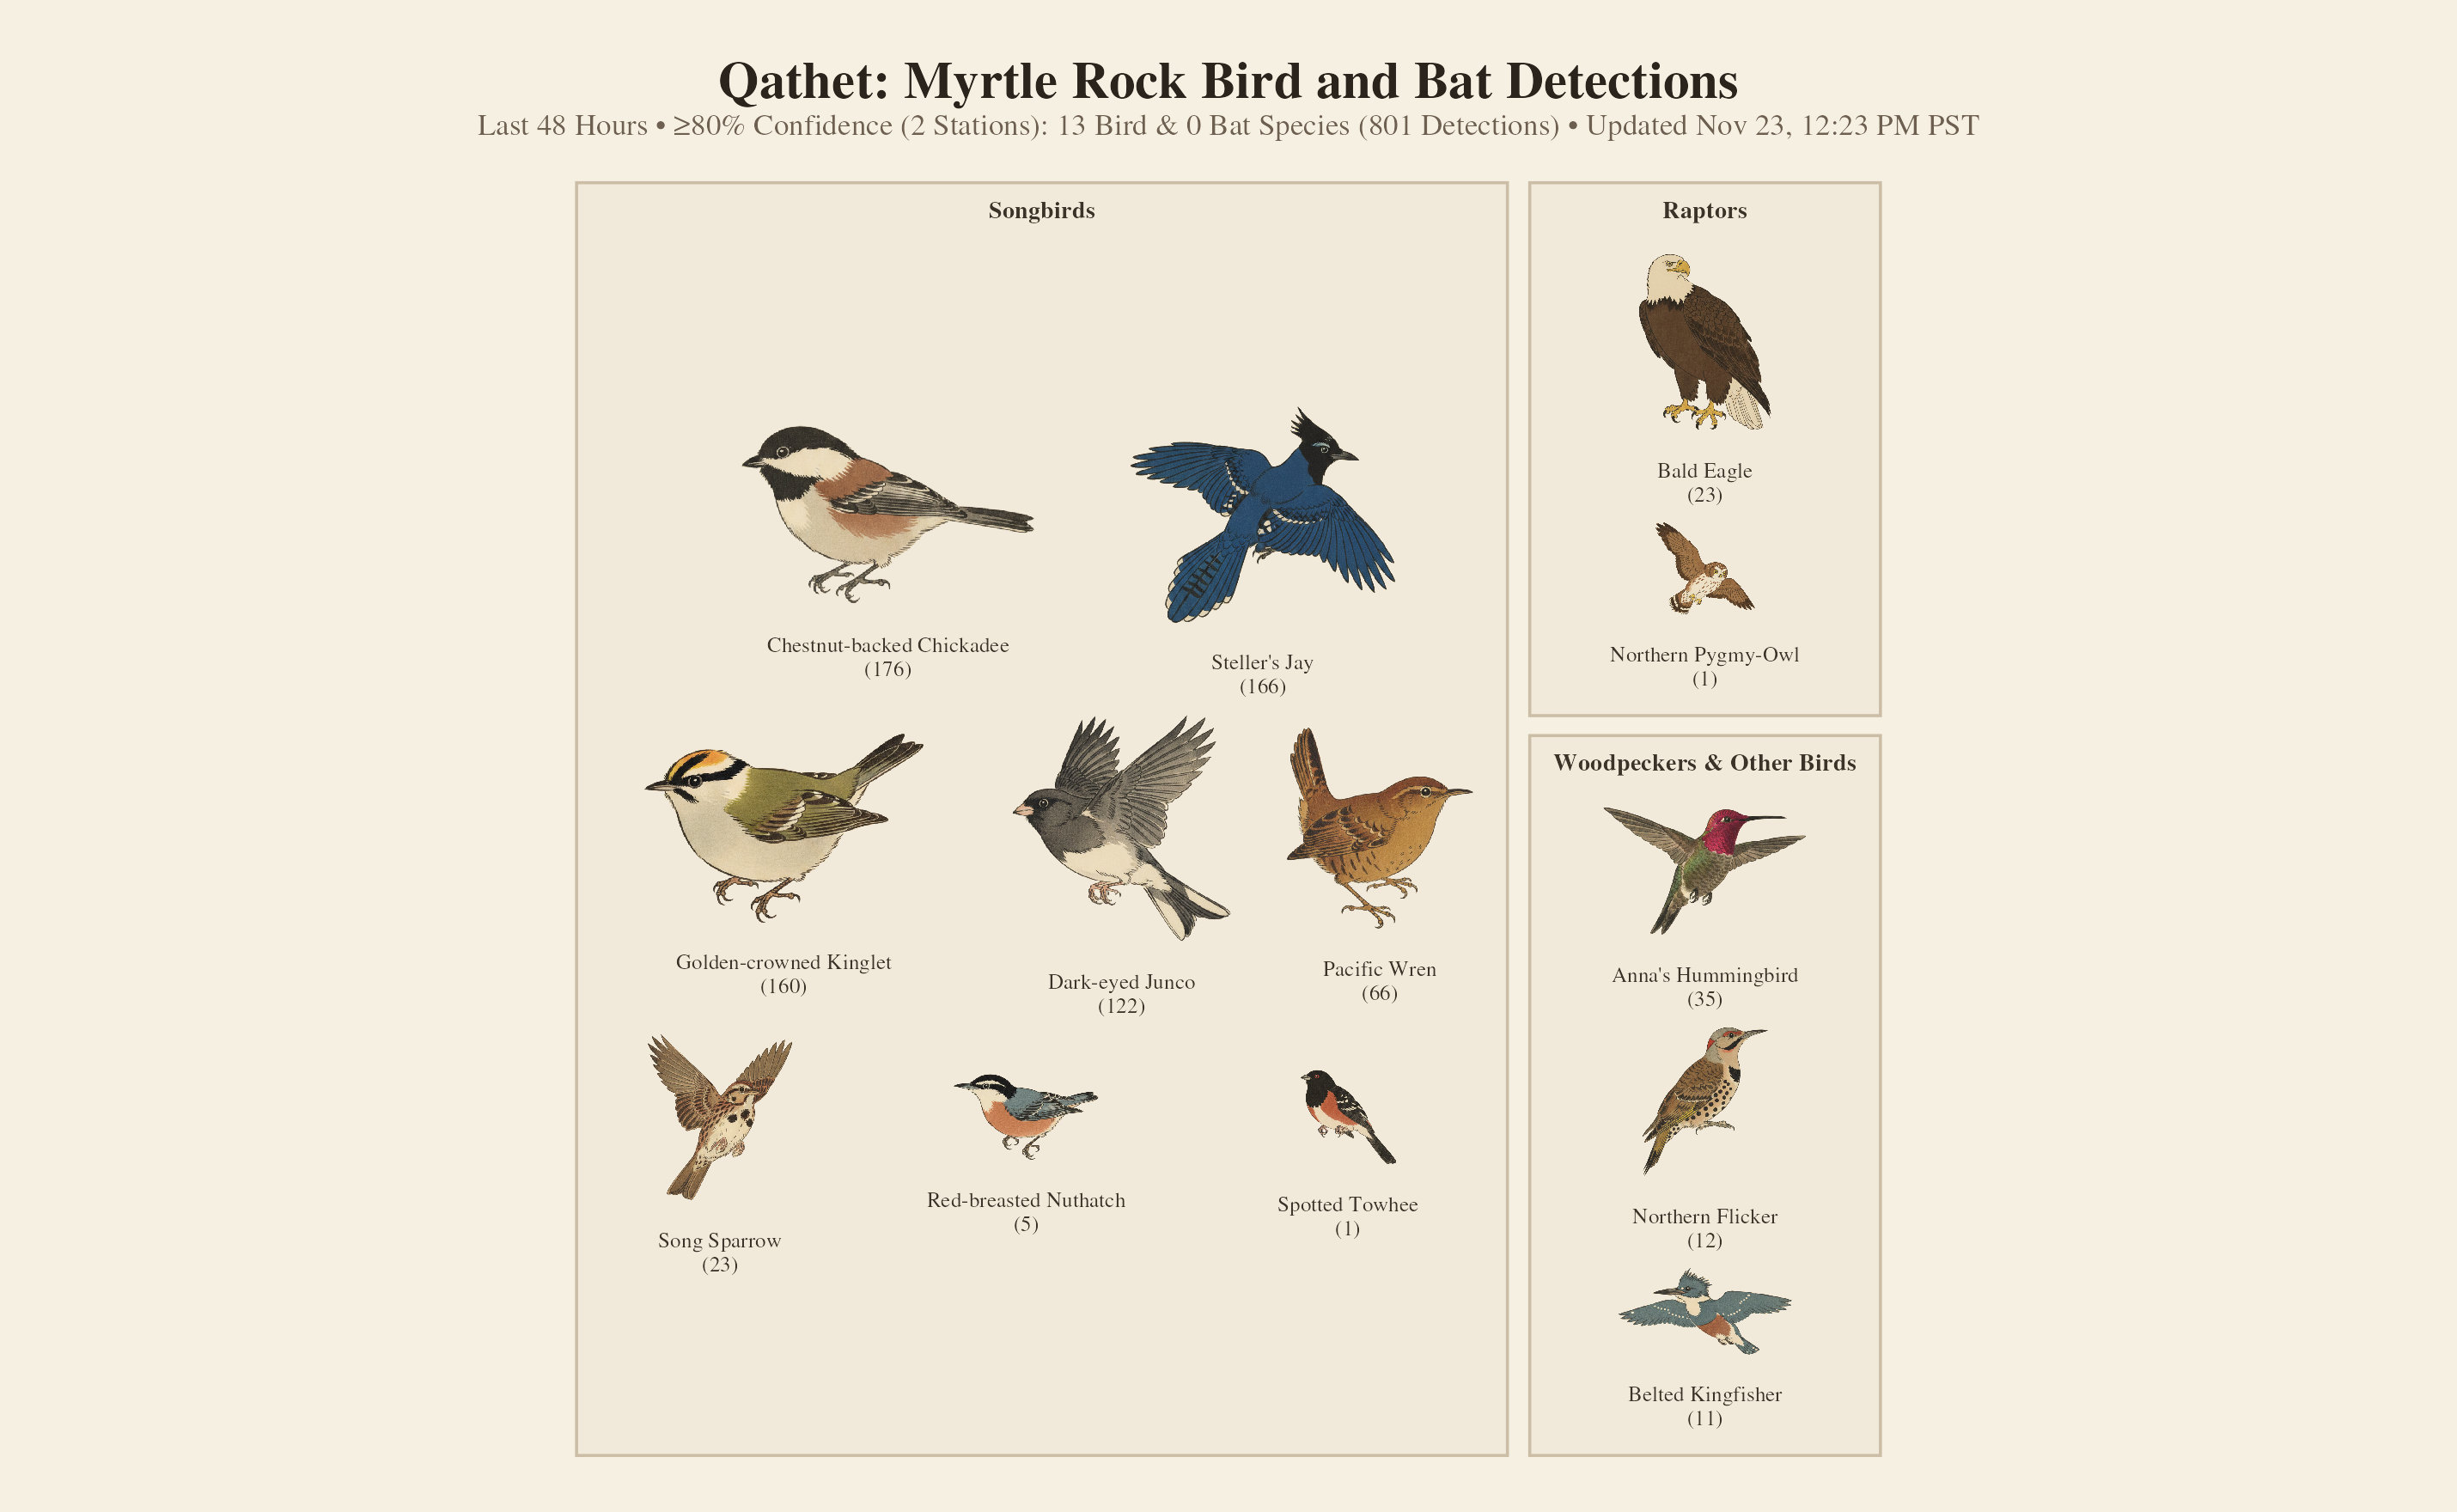 Qathet: Myrtle Rock Bird and Bat Detections
Last 48 Hours • ≥80% Confidence (2 Stations): 13 Bird & 0 Bat Species (801 Detections) • Updated Nov 23, 12:23 PM PST
Songbirds
Chestnut-backed Chickadee
(176)
Steller's Jay
(166)
Golden-crowned Kinglet
(160)
Dark-eyed Junco
(122)
Pacific Wren
(66)
Song Sparrow
(23)
Red-breasted Nuthatch
(5)
Spotted Towhee
(1)
Raptors
Bald Eagle
(23)
Northern Pygmy-Owl
(1)
Woodpeckers & Other Birds
Anna's Hummingbird
(35)
Northern Flicker
(12)
Belted Kingfisher
(11)